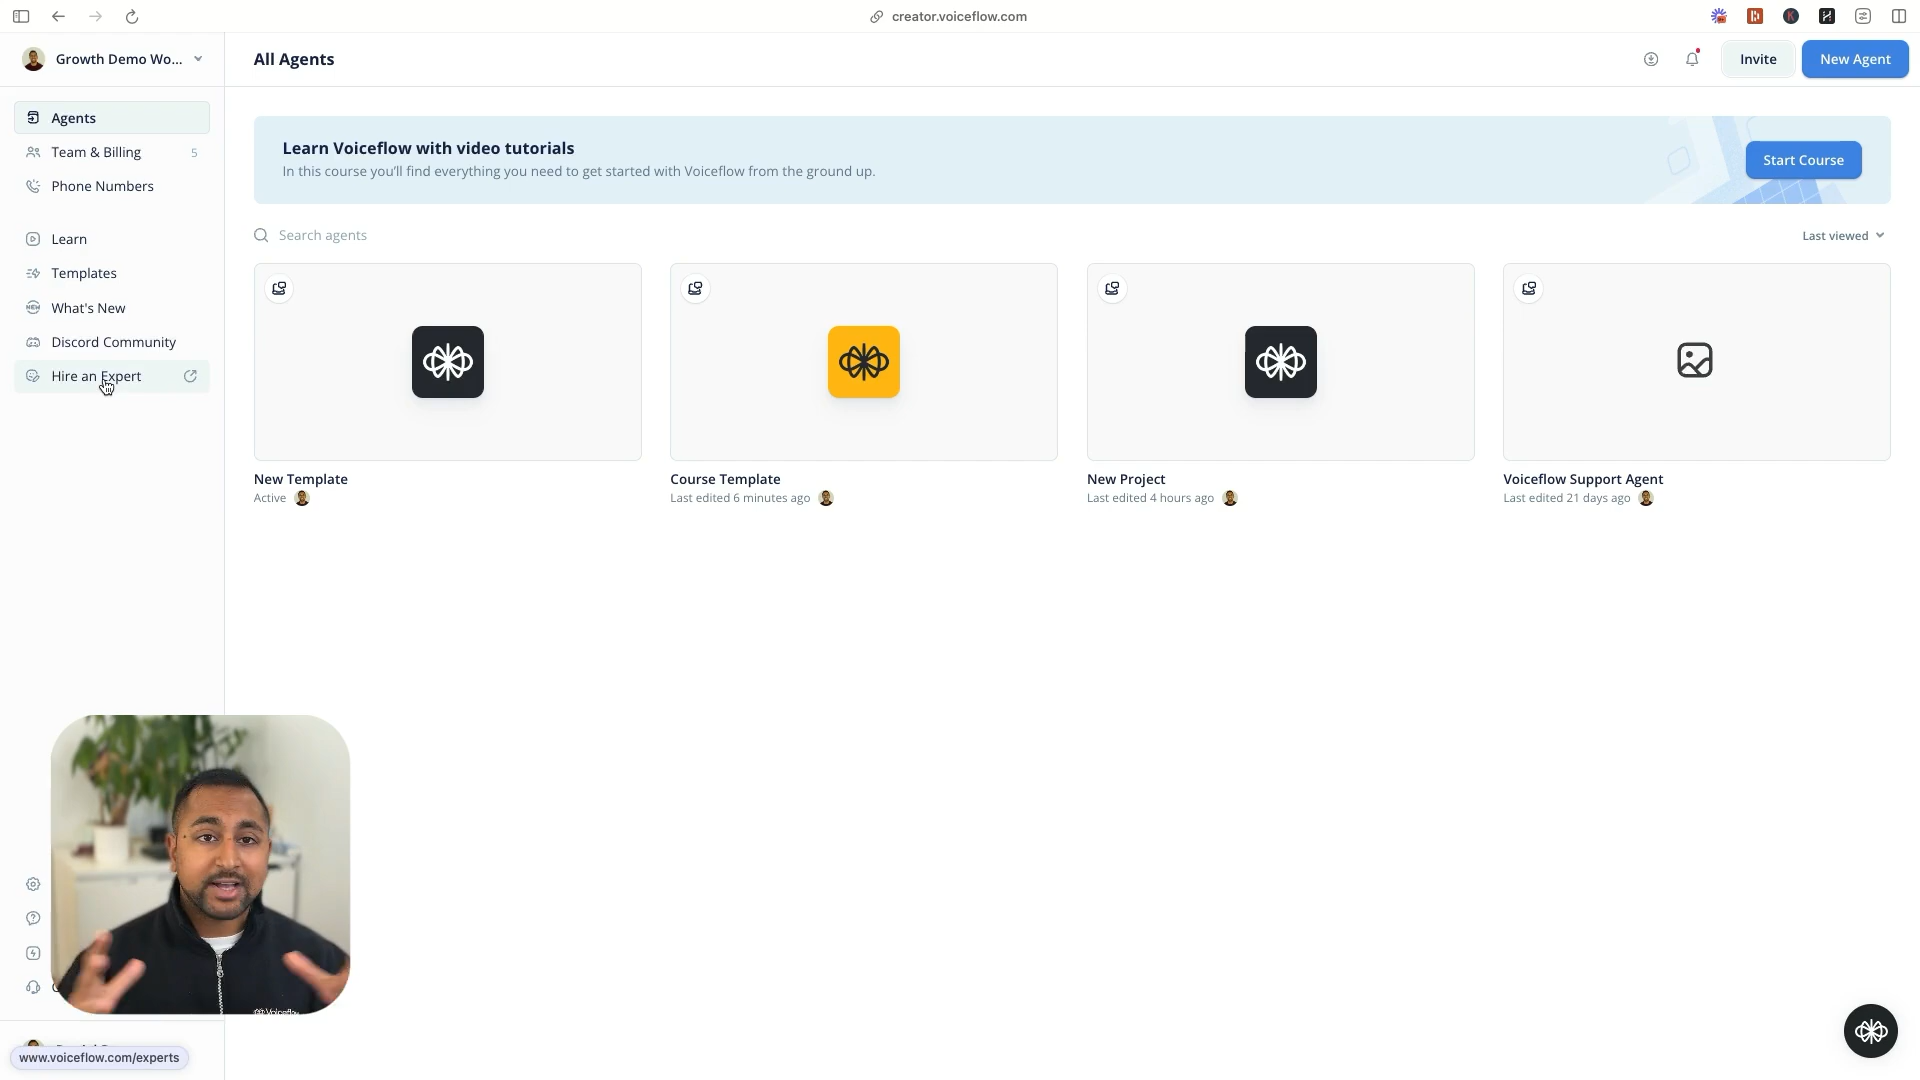 creator.voiceflow.com
Growth Demo Wo...
All Agents
Invite
New Agent
Agents
Team & Billing 5
Phone Numbers
Learn
Templates
What's New
Discord Community
Hire an Expert
Learn Voiceflow with video tutorials
In this course you'll find everything you need to get started with Voiceflow from the ground up.
Start Course
Search agents
Last viewed
New Template
Active
Course Template
Last edited 6 minutes ago
New Project
Last edited 4 hours ago
Voiceflow Support Agent
Last edited 21 days ago
Voiceflow
www.voiceflow.com/experts